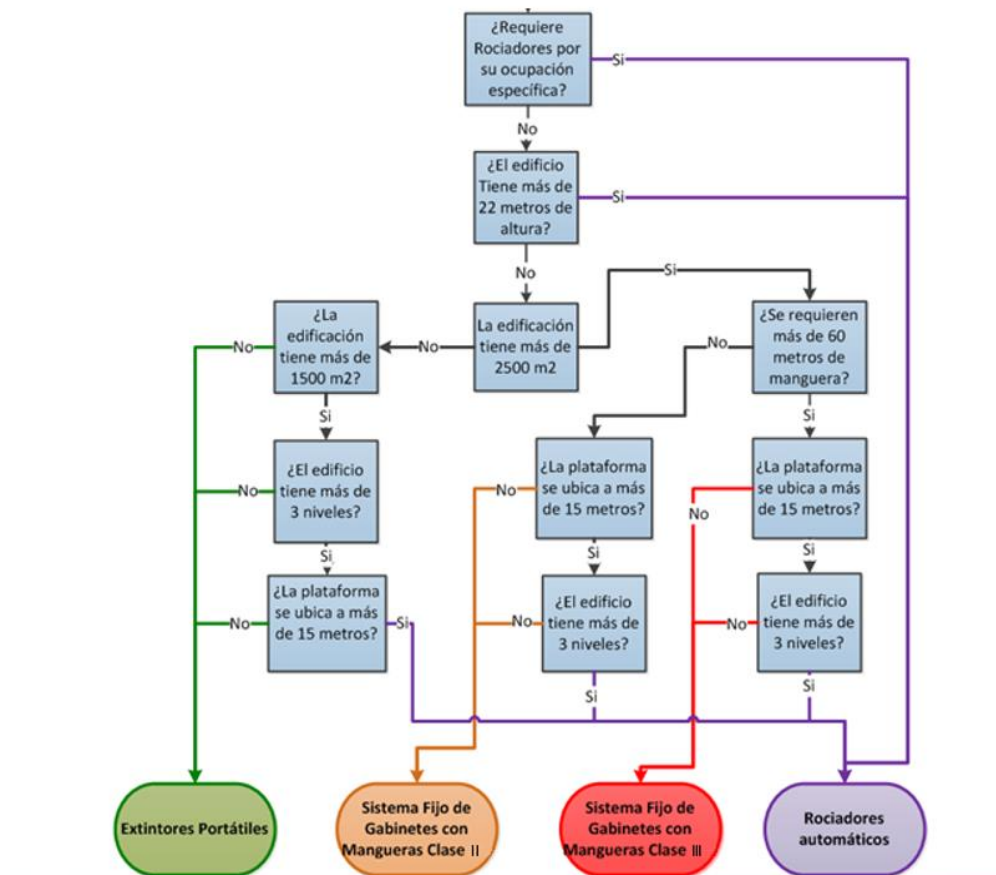 ¿Requiere
Rociadores por
su ocupación
específica?
Si
No
¿El edificio
Tiene más de
22 metros de
altura?
Si
No
Si
¿La
edificación
tiene más de
1500 m2?
No
No
La edificación
tiene más de
2500 m2
No
¿Se requieren
más de 60
metros de
manguera?
Si
Si
¿El edificio
tiene más de
3 niveles?
No
¿La plataforma
se ubica a más
de 15 metros?
No
¿La plataforma
se ubica a más
de 15 metros?
No
Si
Si
Si
¿La plataforma
se ubica a más
de 15 metros?
No
Si
¿El edificio
tiene más de
3 niveles?
No
¿El edificio
tiene más de
3 niveles?
No
Si
Si
Extintores Portátiles
Sistema Fijo de
Gabinetes con
Mangueras Clase II
Sistema Fijo de
Gabinetes con
Mangueras Clase III
Rociadores
automáticos